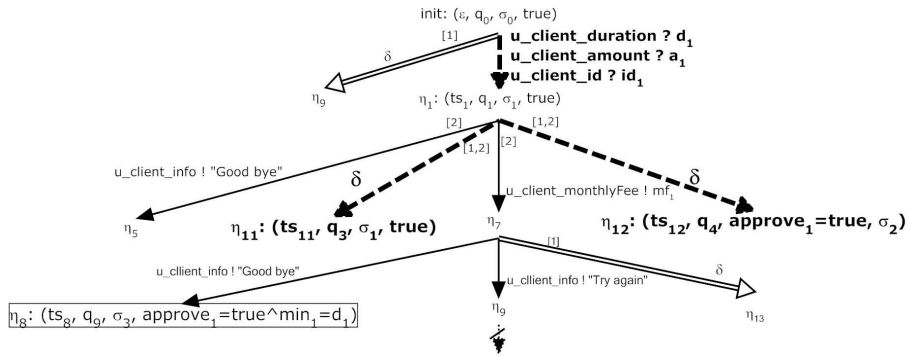 init: (ε, q₀, σ₀, true)
[1]
δ
u_client_duration ? d₁
u_client_amount ? a₁
u_client_id ? id₁
η₉
η₁: (ts₁, q₁, σ₁, true)
[2]
[1,2]
[2]
[1,2]
u_client_info ! "Good bye"
δ
δ
u_client_monthlyFee ! mf₁
η₅
η₁₁: (ts₁₁, q₃, σ₁, true)
η₇
η₁₂: (ts₁₂, q₄, approve₁=true, σ₂)
[1]
u_cllient_info ! "Good bye"
u_cllient_info ! "Try again"
δ
η₈: (ts₈, q₉, σ₃, approve₁=true^min₁=d₁)
η₉
η₁₃